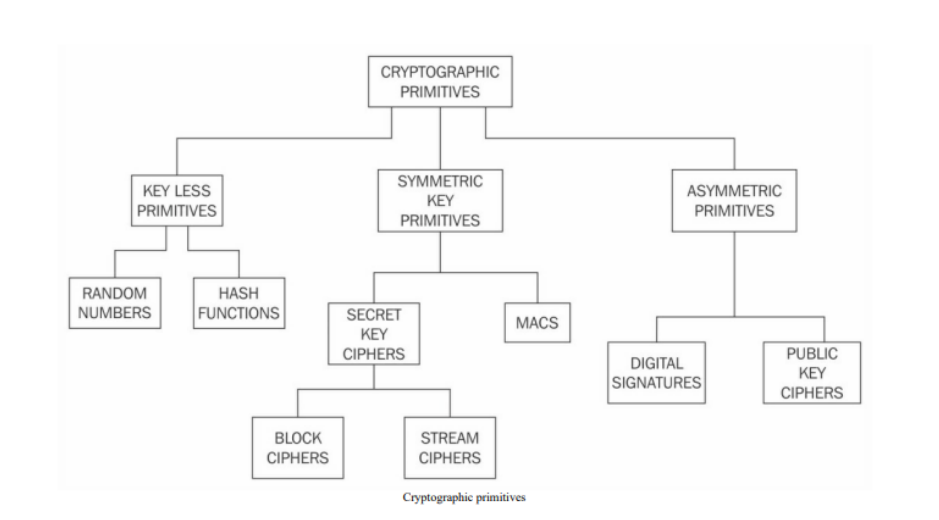 CRYPTOGRAPHIC
PRIMITIVES
KEY LESS
PRIMITIVES
SYMMETRIC
KEY
PRIMITIVES
ASYMMETRIC
PRIMITIVES
RANDOM
NUMBERS
HASH
FUNCTIONS
SECRET
KEY
CIPHERS
MACS
DIGITAL
SIGNATURES
PUBLIC
KEY
CIPHERS
BLOCK
CIPHERS
STREAM
CIPHERS
Cryptographic primitives